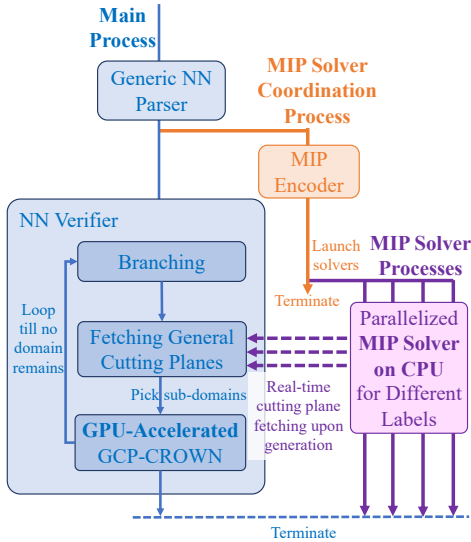 Main
Process
Generic NN
Parser
MIP Solver
Coordination
Process
MIP
Encoder
NN Verifier
Branching
Launch
solvers
MIP Solver
Processes
Terminate
Loop
till no
domain
remains
Fetching General
Cutting Planes
Parallelized
MIP Solver
on CPU
for Different
Labels
Pick sub-domains
Real-time
cutting plane
fetching upon
generation
GPU-Accelerated
GCP-CROWN
Terminate